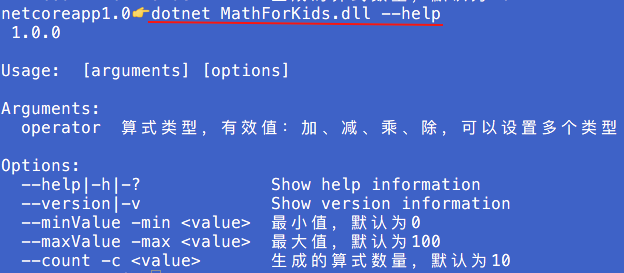 netcoreapp1.0👉dotnet MathForKids.dll --help
1.0.0
Usage:  [arguments] [options]
Arguments:
operator  算式类型，有效值：加、减、乘、除，可以设置多个类型
Options:
--help|-h|-?  Show help information
--version|-v  Show version information
--minValue -min <value>  最小值，默认为0
--maxValue -max <value>  最大值，默认为100
--count -c <value>  生成的算式数量，默认为10